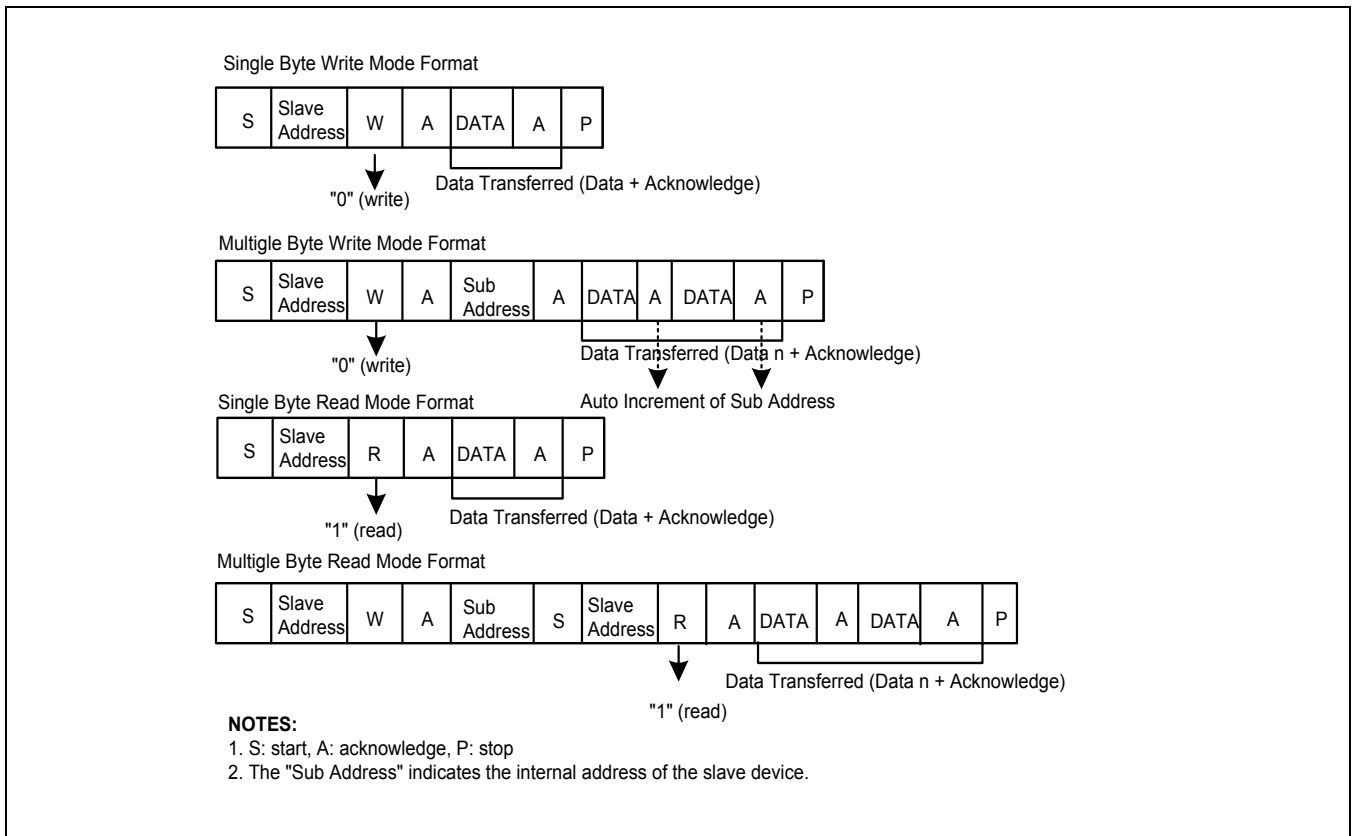 Single Byte Write Mode Format
S Slave Address W A DATA A P
Data Transferred (Data + Acknowledge)
"0" (write)
Multigle Byte Write Mode Format
S Slave Address W A Sub Address A DATA A DATA A P
Data Transferred (Data n + Acknowledge)
"0" (write)
Single Byte Read Mode Format
Auto Increment of Sub Address
S Slave Address R A DATA A P
Data Transferred (Data + Acknowledge)
"1" (read)
Multigle Byte Read Mode Format
S Slave Address W A Sub Address S Slave Address R A DATA A DATA A P
Data Transferred (Data n + Acknowledge)
"1" (read)
NOTES:
1. S: start, A: acknowledge, P: stop
2. The "Sub Address" indicates the internal address of the slave device.